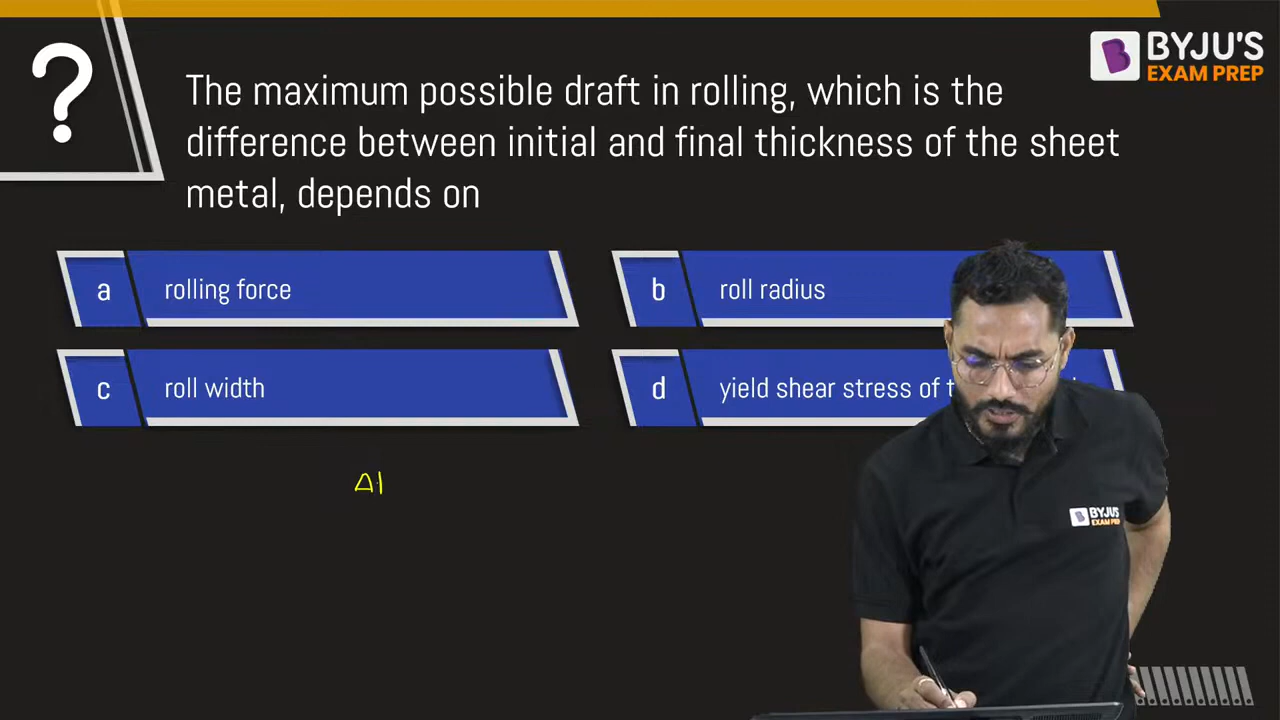 ?
BYJU'S
EXAM PREP
The maximum possible draft in rolling, which is the
difference between initial and final thickness of the sheet
metal, depends on
a rolling force
b roll radius
c roll width
d yield shear stress of
Δ
BYJU'S
EXAM PREP